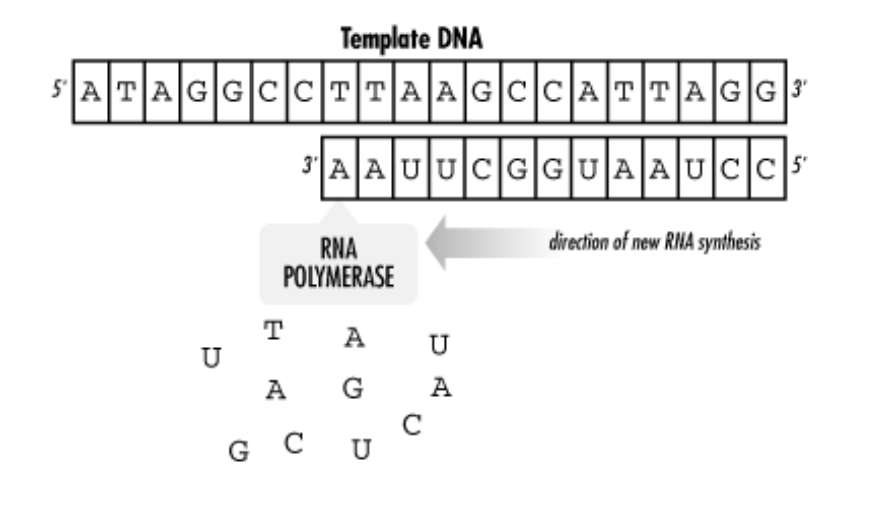 Template DNA
5' A T A G G C C T T A A G C C A T T A G G 3'
3' A A U U C G G U A A U C C 5'
RNA
POLYMERASE
direction of new RNA synthesis
U T A U
A G A
G C U C